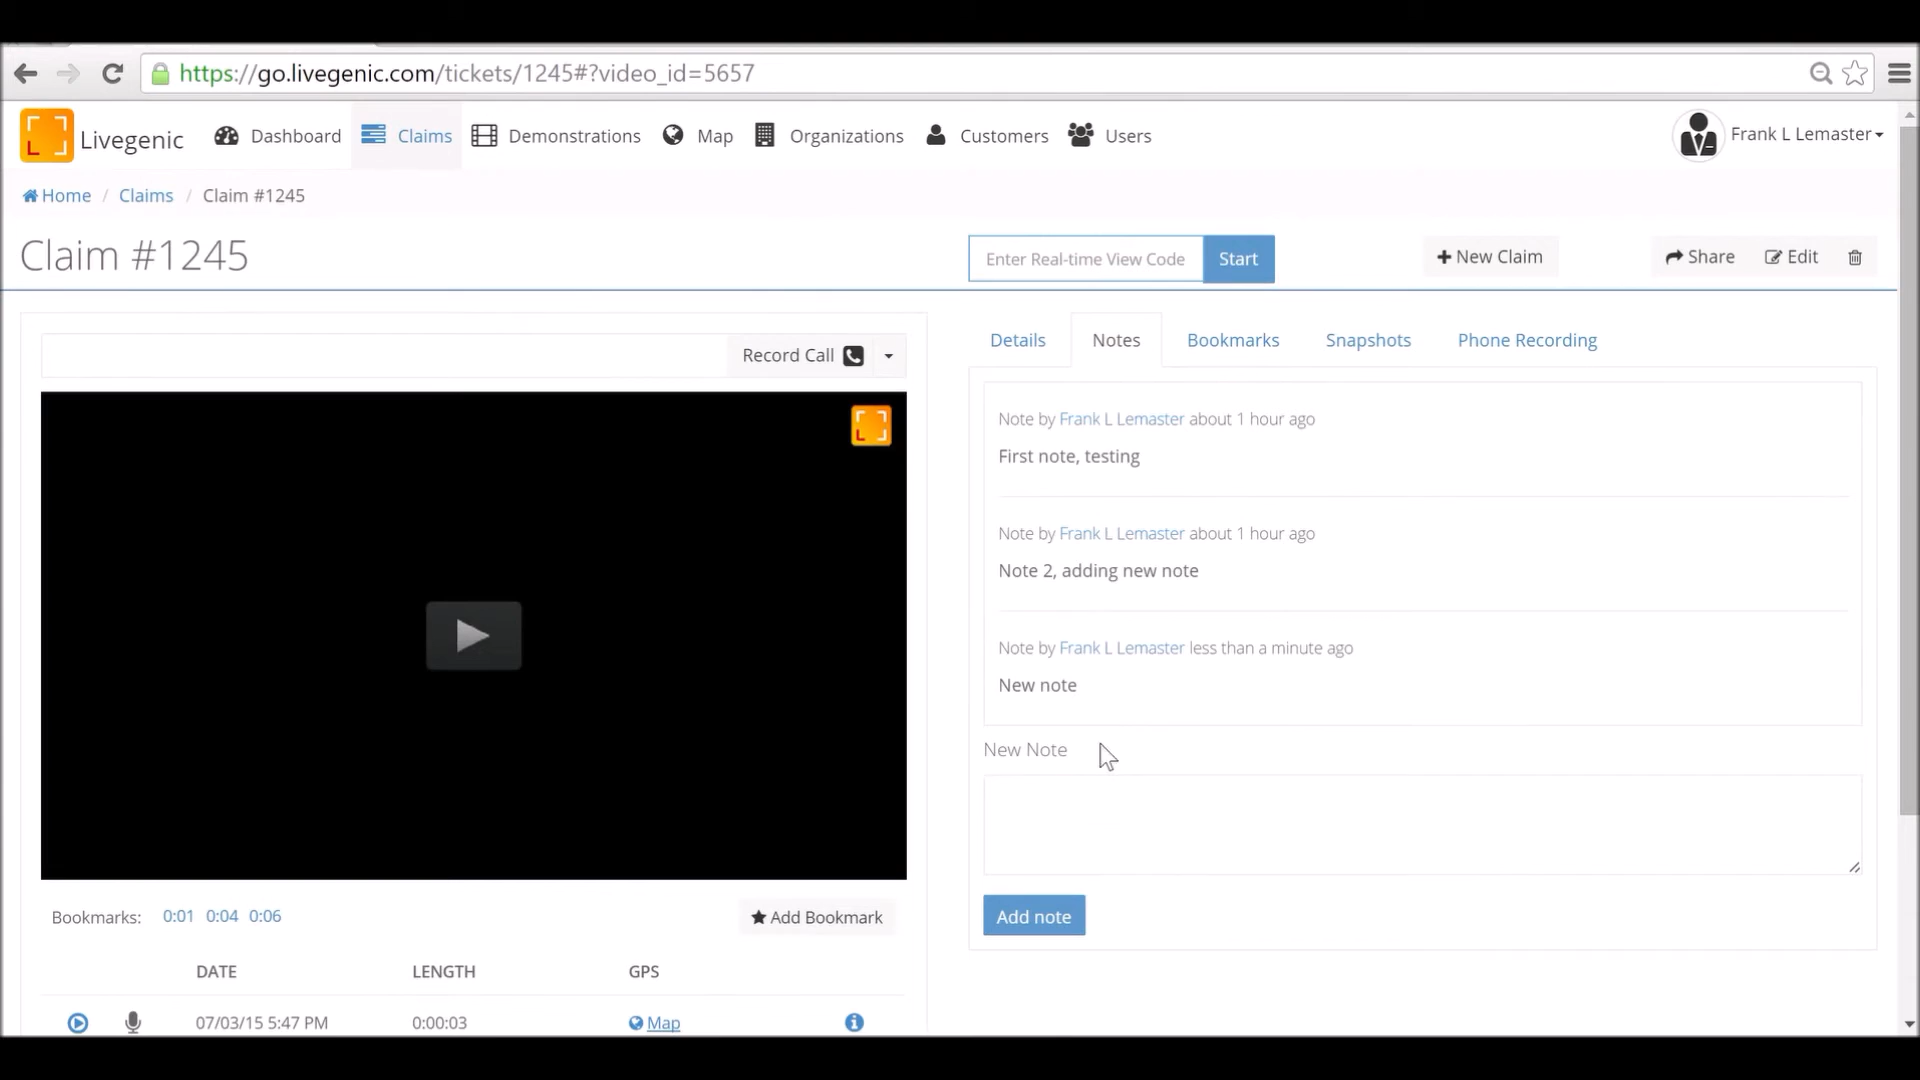 https://go.livegenic.com/tickets/1245#?video_id=5657
Livegenic Dashboard Claims Demonstrations Map Organizations Customers Users Frank L Lemaster
Home / Claims / Claim #1245
Claim #1245 Enter Real-time View Code Start New Claim Share Edit
Record Call
Details Notes Bookmarks Snapshots Phone Recording
Note by Frank L Lemaster about 1 hour ago
First note, testing
Note by Frank L Lemaster about 1 hour ago
Note 2, adding new note
Note by Frank L Lemaster less than a minute ago
New note
New Note
Add note
Bookmarks: 0:01 0:04 0:06 Add Bookmark
DATE LENGTH GPS
07/03/15 5:47 PM 0:00:03 Map